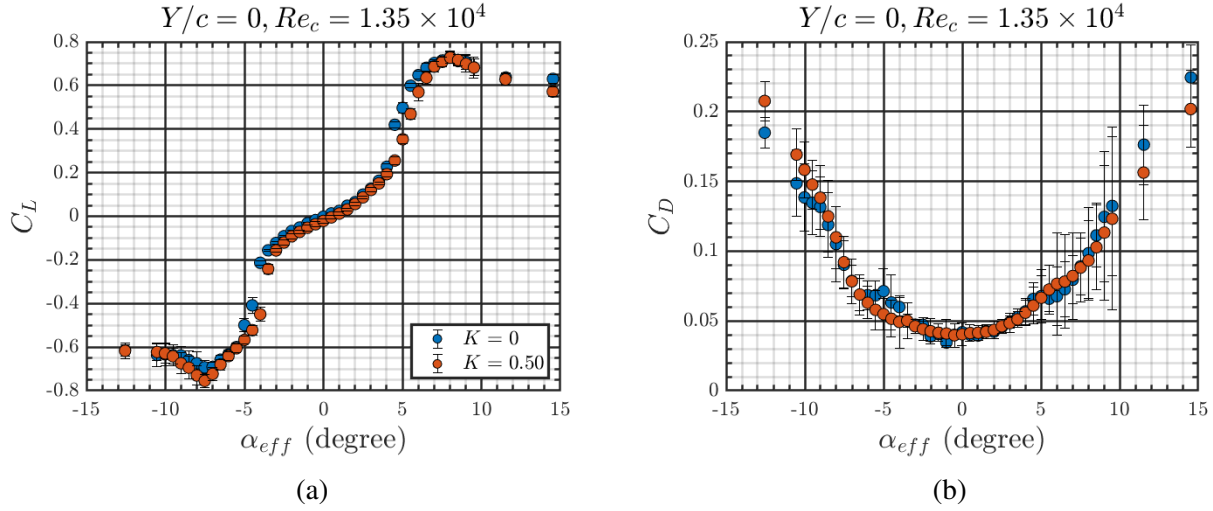 Y/c = 0, Re_c = 1.35 × 10^4
0.8
0.6
0.4
0.2
0
-0.2
-0.4
-0.6
-0.8
C_L
-15 -10 -5 0 5 10 15
α_eff (degree)
K = 0
K = 0.50
(a)
Y/c = 0, Re_c = 1.35 × 10^4
0.25
0.2
0.15
0.1
0.05
0
C_D
-15 -10 -5 0 5 10 15
α_eff (degree)
(b)